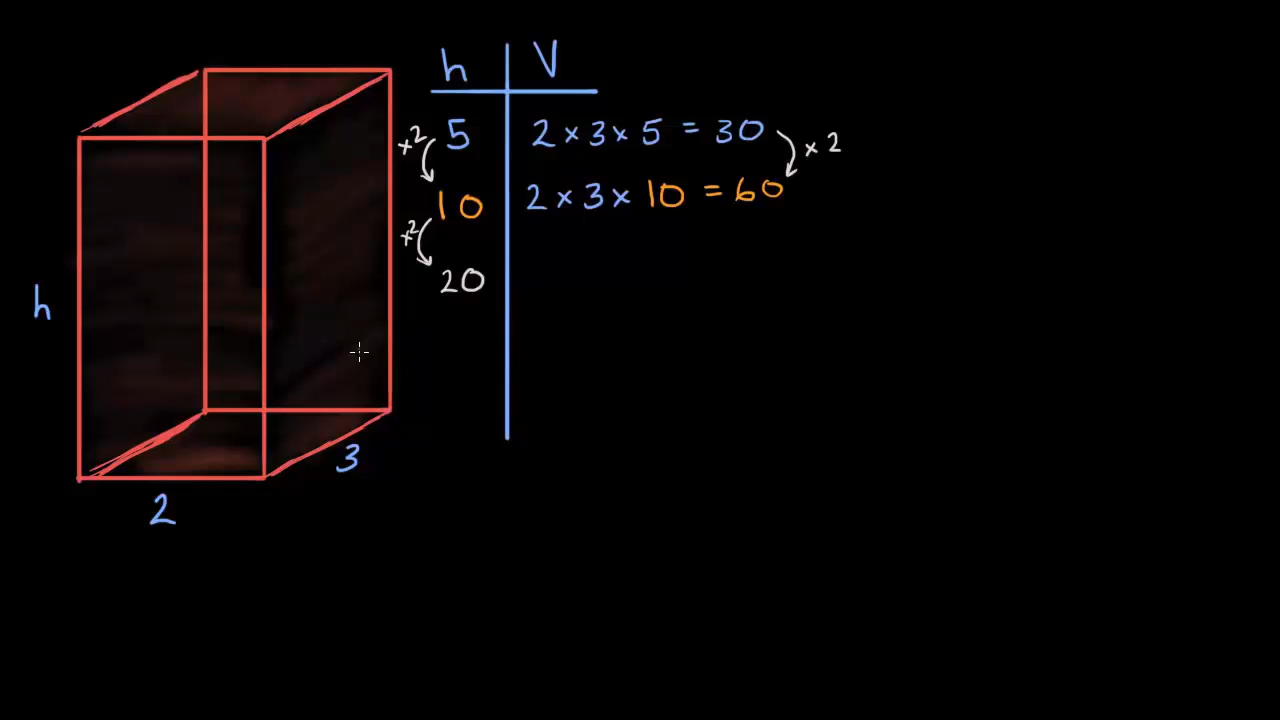 h V
×2 5 2 × 3 × 5 = 30 × 2
10 2 × 3 × 10 = 60
×2
20
h
3
2